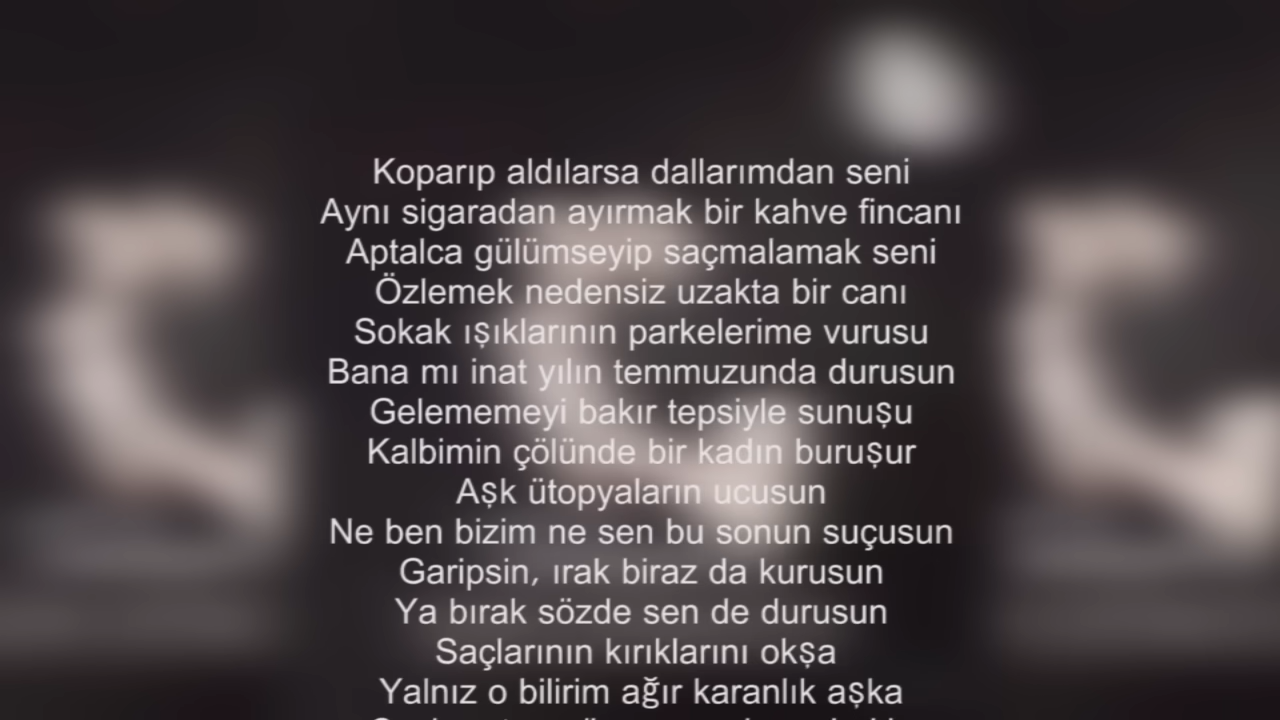 Koparıp aldılarsa dallarımdan seni
Aynı sigaradan ayırmak bir kahve fincanı
Aptalca gülümseyip saçmalamak seni
Özlemek nedensiz uzakta bir canı
Sokak ışıklarının parkelerime vurusu
Bana mı inat yılın temmuzunda durusun
Gelememeyi bakır tepsiyle sunuşu
Kalbimin çölünde bir kadın buruşur
Aşk ütopyaların ucusun
Ne ben bizim ne sen bu sonun suçusun
Garipsin, ırak biraz da kurusun
Ya bırak sözde sen de durusun
Saçlarının kırıklarını okşa
Yalnız o bilirim ağır karanlık aşka